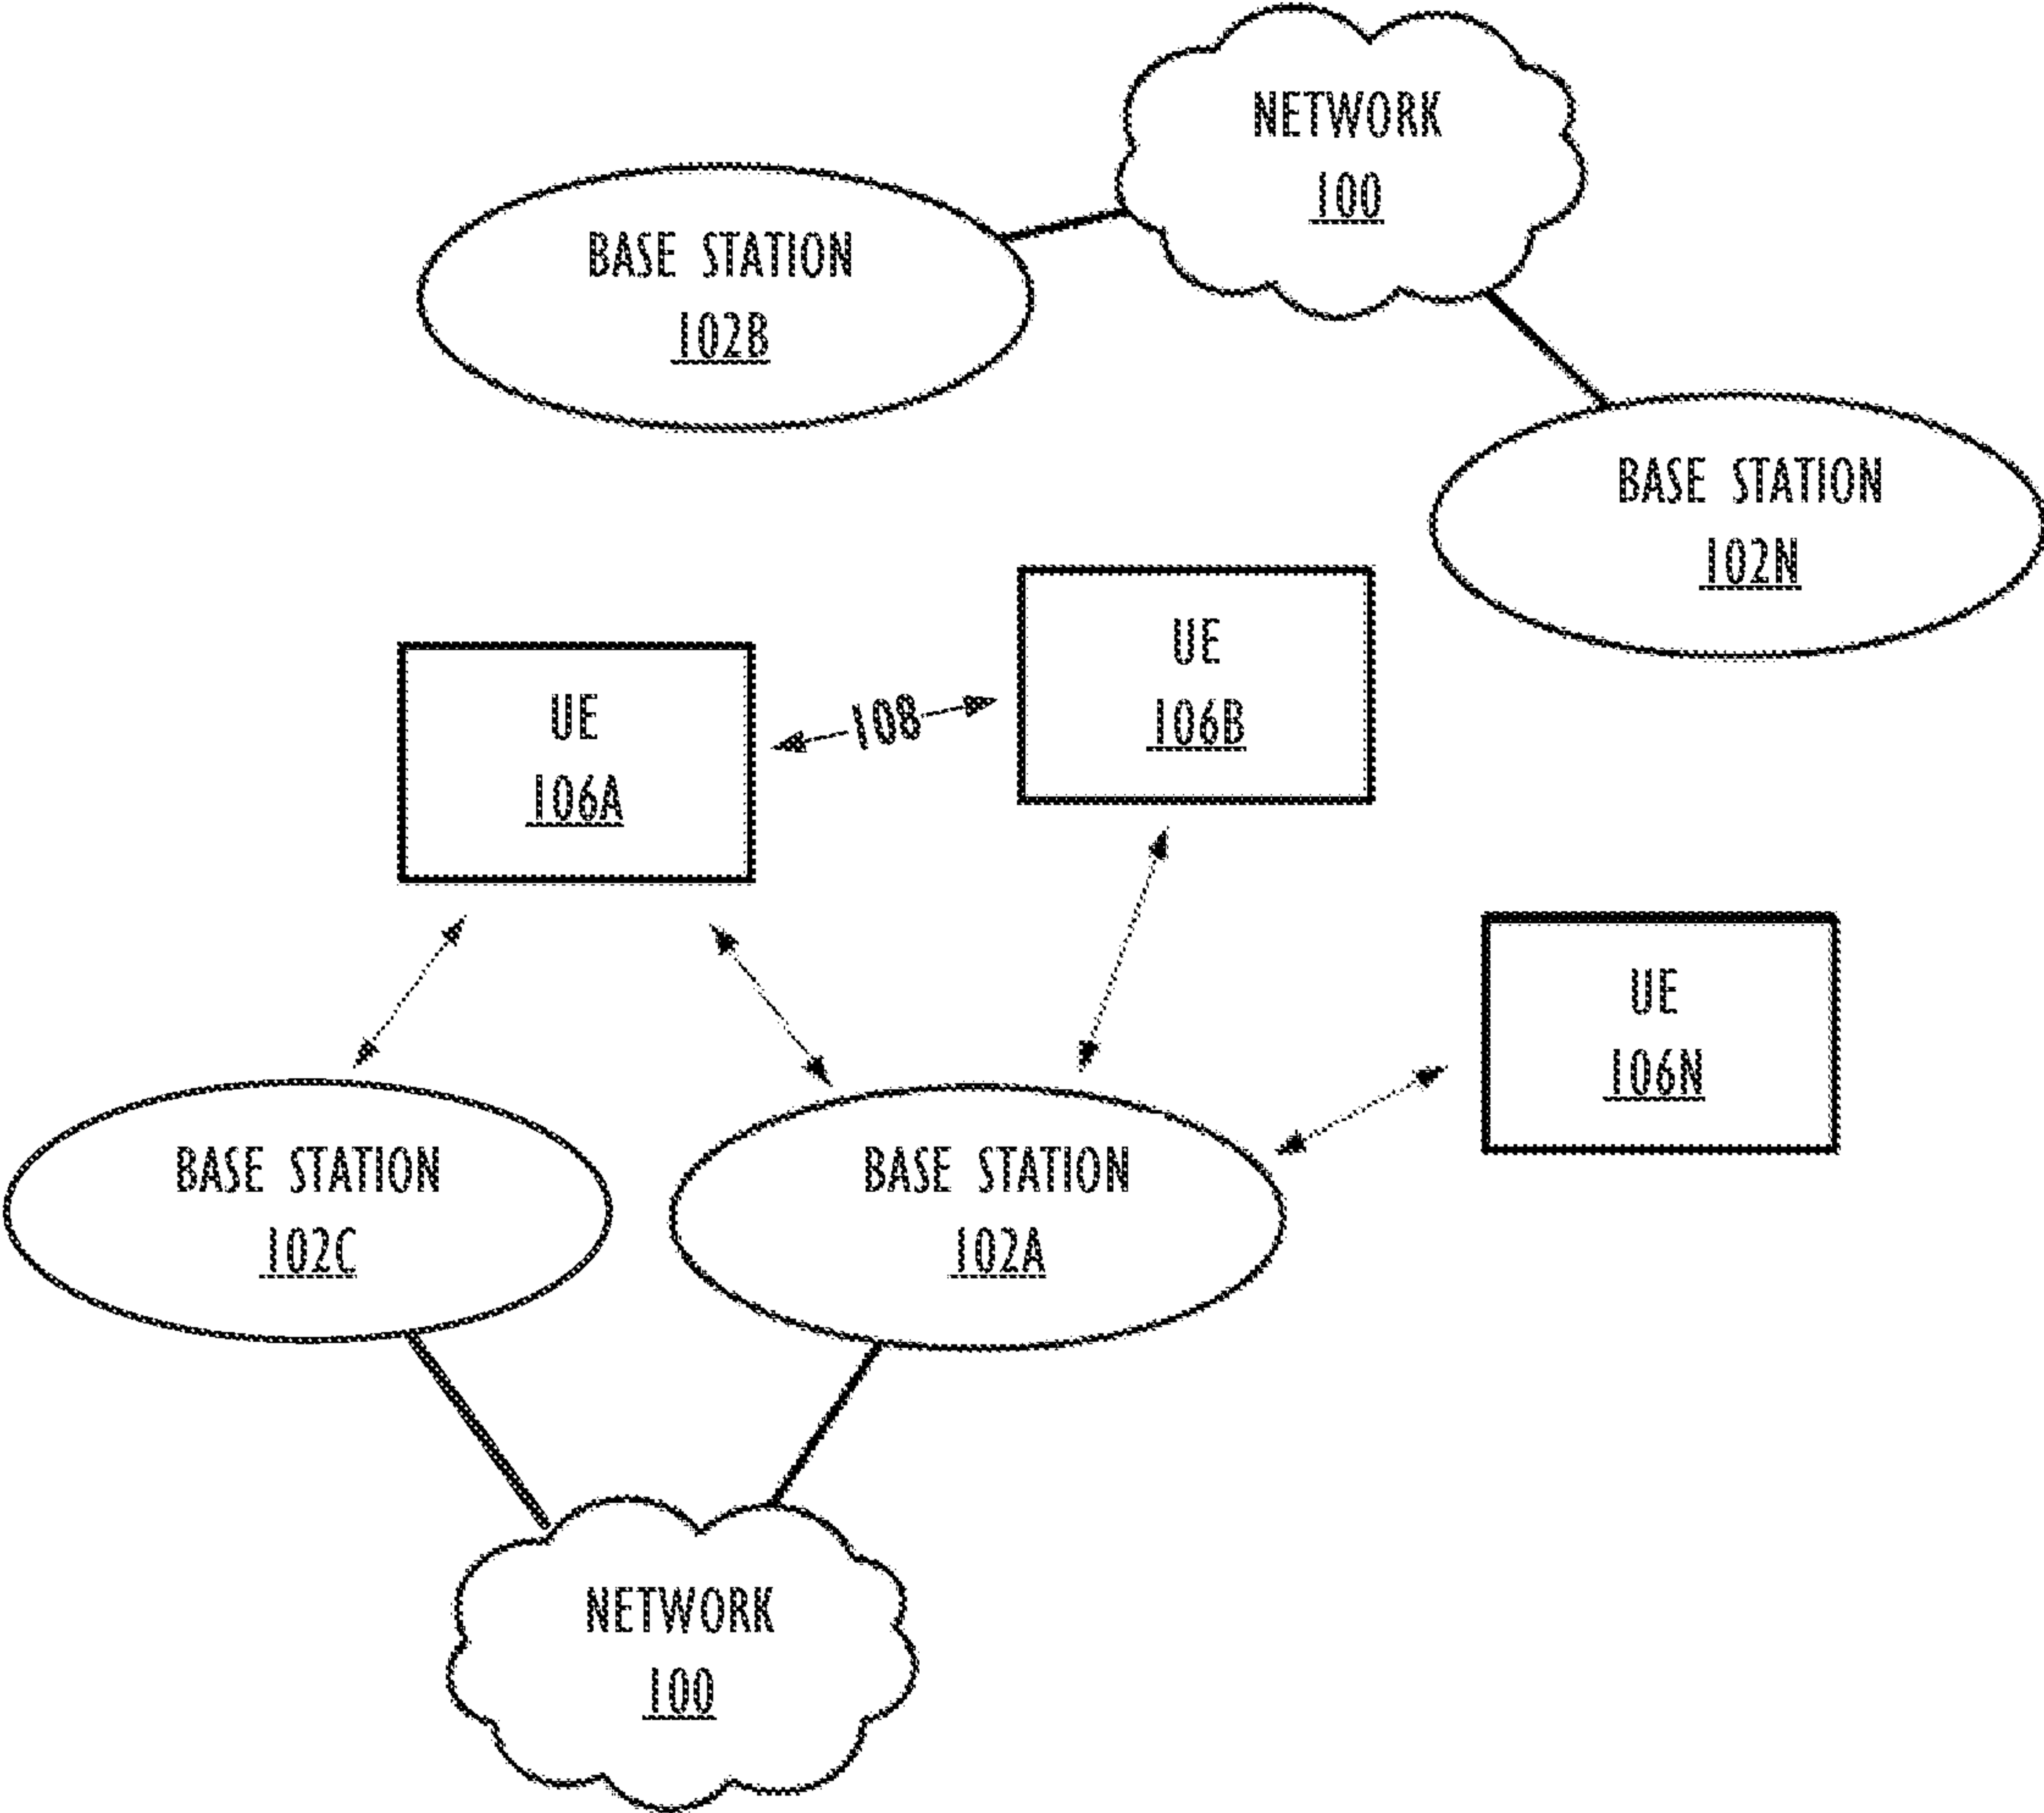 NETWORK
100
BASE STATION
102B
BASE STATION
102N
UE
106B
UE
106A
108
UE
106N
BASE STATION
102C
BASE STATION
102A
NETWORK
100